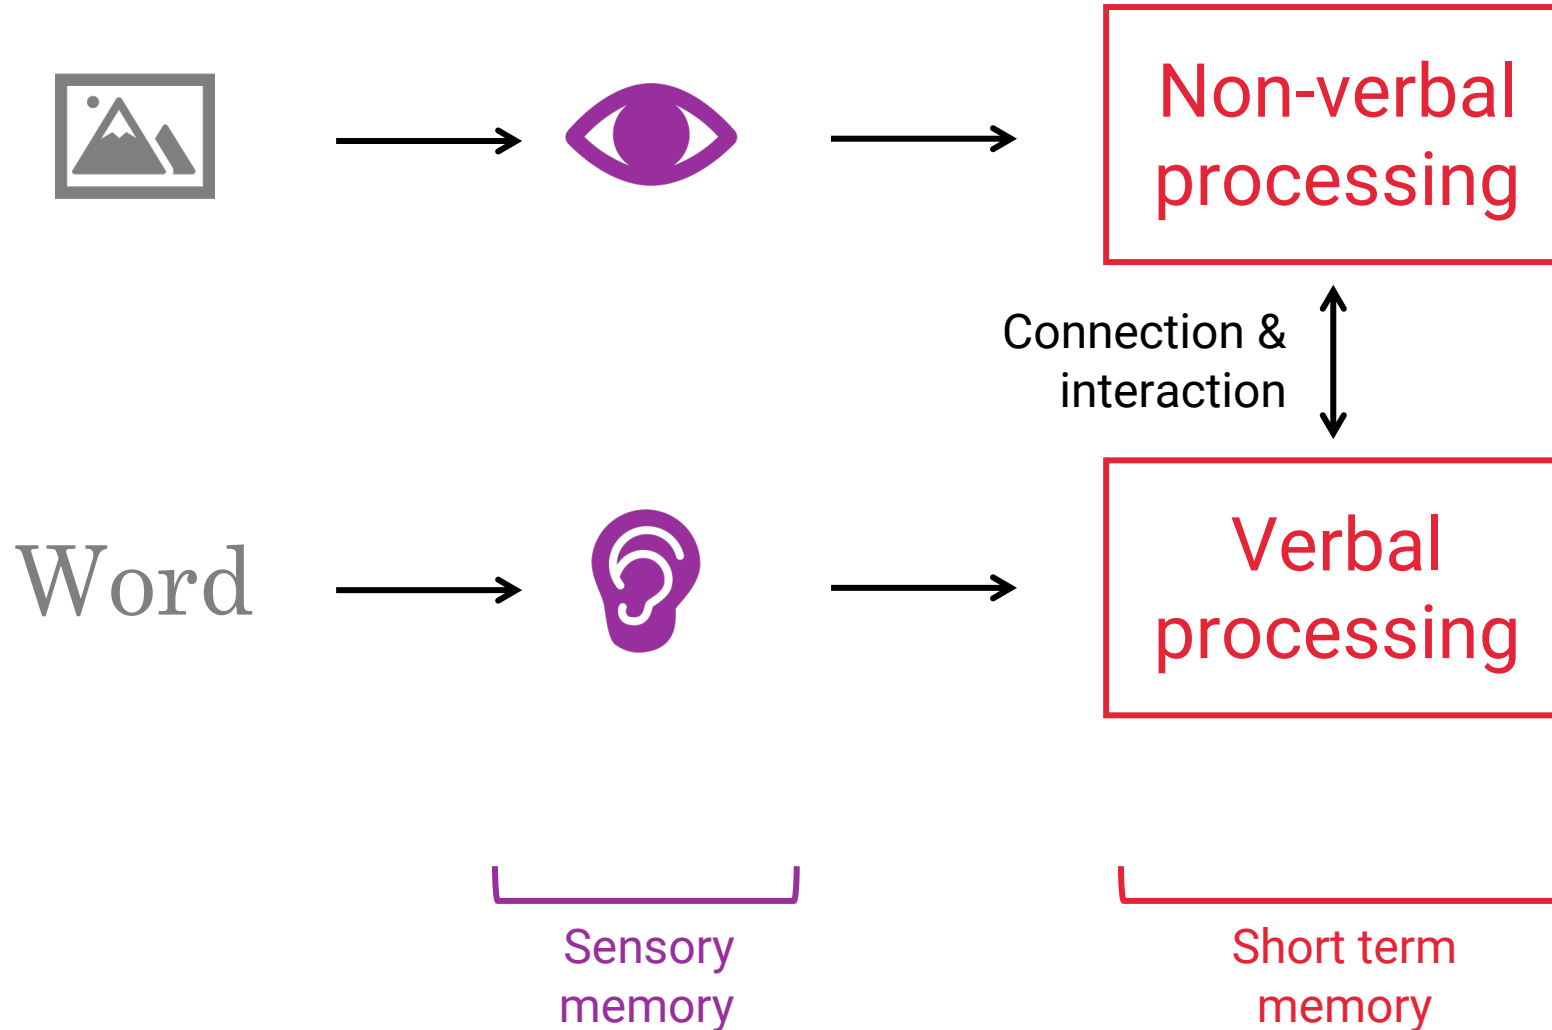 Non-verbal
processing
Connection &
interaction
Word
Verbal
processing
Sensory
memory
Short term
memory